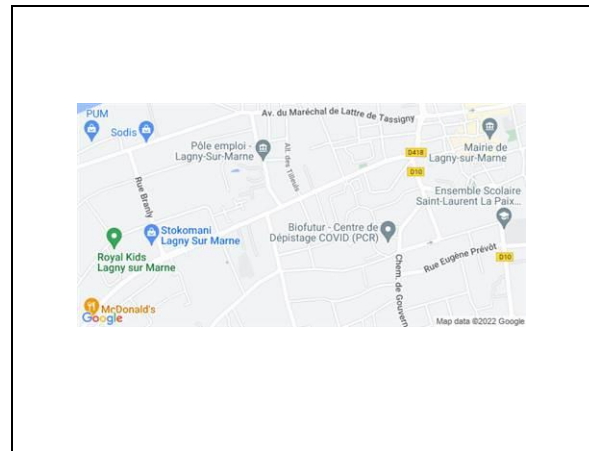 PUM
Av. du Maréchal de Lattre de Tassigny
Sodis
Pôle emploi -
Lagny-Sur-Marne
All. des Tilleuls
Mairie de
Lagny-sur-Marne
D418
D10
Rue Branly
Ensemble Scolaire
Saint-Laurent La Paix...
Stokomani
Lagny Sur Marne
Biofutur - Centre de
Dépistage COVID (PCR)
Royal Kids
Lagny sur Marne
Rue Eugène Prévôt
D10
Chem. de Gouvern
McDonald's
Google
Map data ©2022 Google